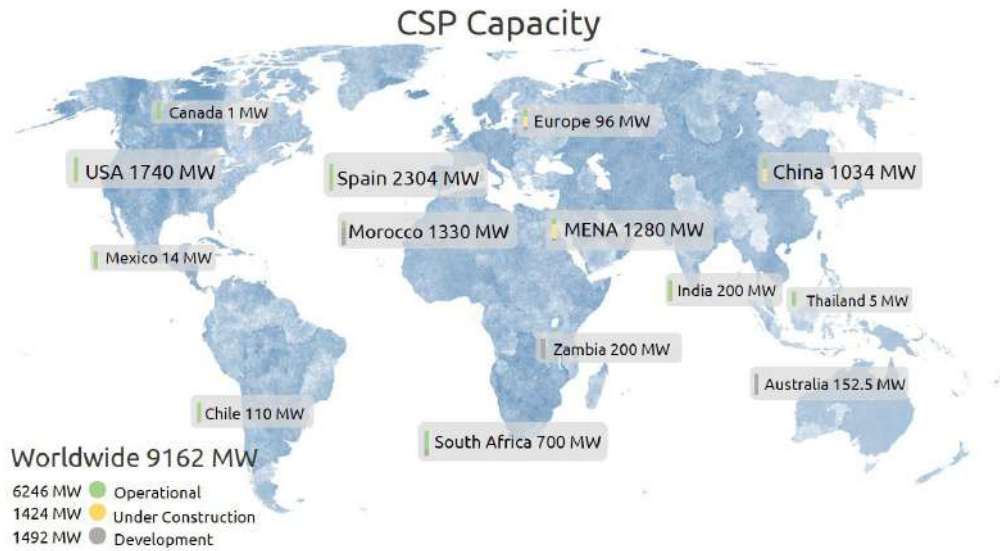 CSP Capacity
Canada 1 MW
Europe 96 MW
USA 1740 MW
Spain 2304 MW
China 1034 MW
Morocco 1330 MW
MENA 1280 MW
Mexico 14 MW
India 200 MW
Thailand 5 MW
Zambia 200 MW
Australia 152.5 MW
Chile 110 MW
South Africa 700 MW
Worldwide 9162 MW
6246 MW Operational
1424 MW Under Construction
1492 MW Development